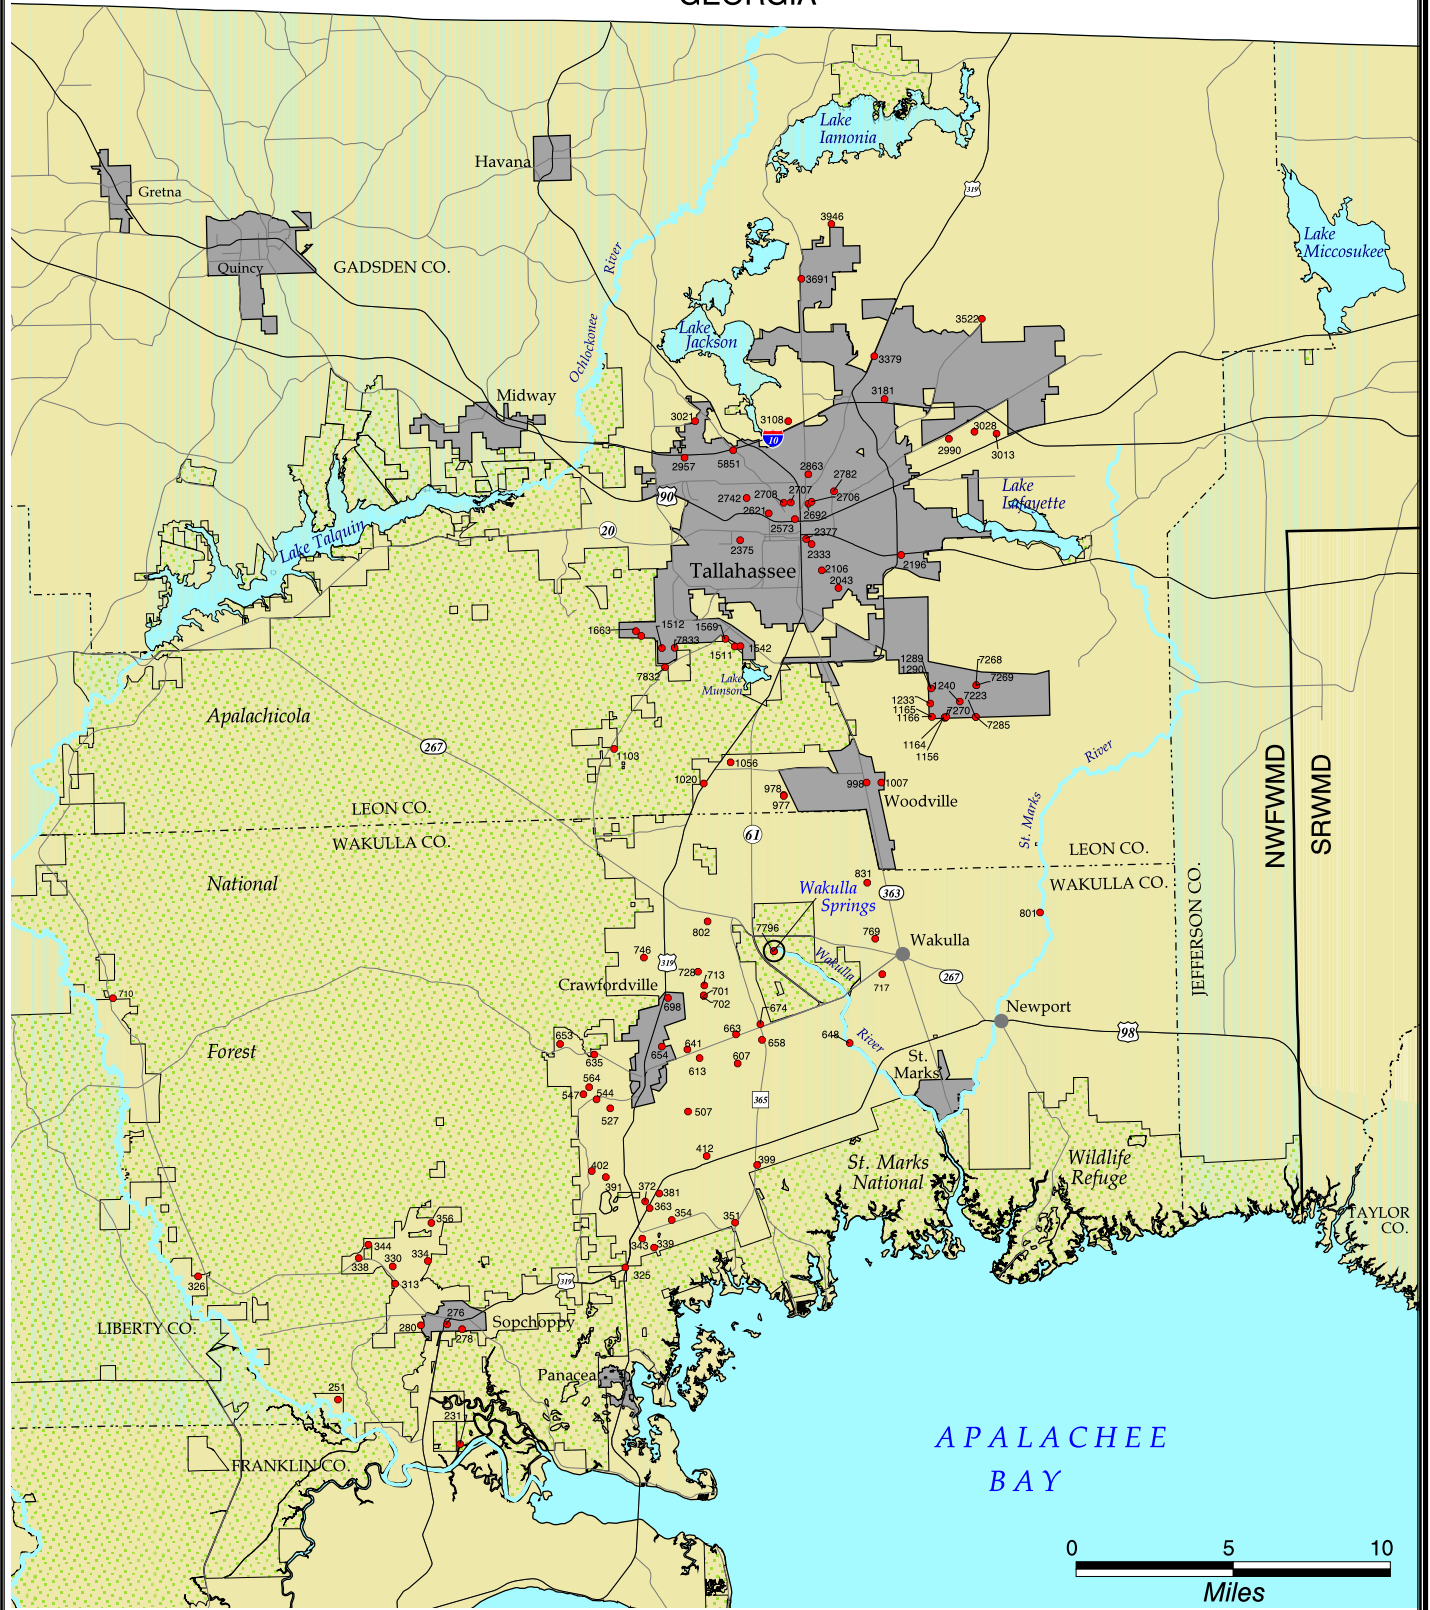 GEORGIA
Lake
Iamonia
Havana
Gretna
319
3946
Lake
Miccosukee
River
Quincy
GADSDEN CO.
3691
3522
Lake
Jackson
Ochlockonee
3379
Midway
3181
3021
3108
10
3028
2990
3013
2957
5851
2863
2782
Lake
Lafayette
90
2742
2708
2707
2706
2621
2692
2573
20
Lake Talquin
2377
2375
2333
2196
Tallahassee
2106
2043
1663
1512
1569
7833
1511
1542
7832
Lake
Munson
1289
1290
7268
7269
1240
7223
1233
1165
7270
1166
7285
1164
1156
Apalachicola
267
1103
1056
1020
978
977
998
1007
Woodville
River
St. Marks
NWFWMD
SRWMD
LEON CO.
WAKULLA CO.
61
LEON CO.
WAKULLA CO.
JEFFERSON CO.
National
831
363
Wakulla
Springs
801
802
7796
769
Wakulla
746
319
728
713
Wakulla
717
267
Crawfordville
701
702
698
710
674
Newport
98
653
663
648
River
658
Forest
654
641
635
613
607
St.
Marks
564
547
544
527
365
507
412
399
St. Marks
National
Wildlife
Refuge
402
391
372
381
363
354
351
356
343
339
344
338
330
334
325
326
313
319
TAYLOR
CO.
276
280
278
Sopchoppy
LIBERTY CO.
Panacea
251
231
FRANKLIN CO.
APALACHEE
BAY
0 5 10
Miles